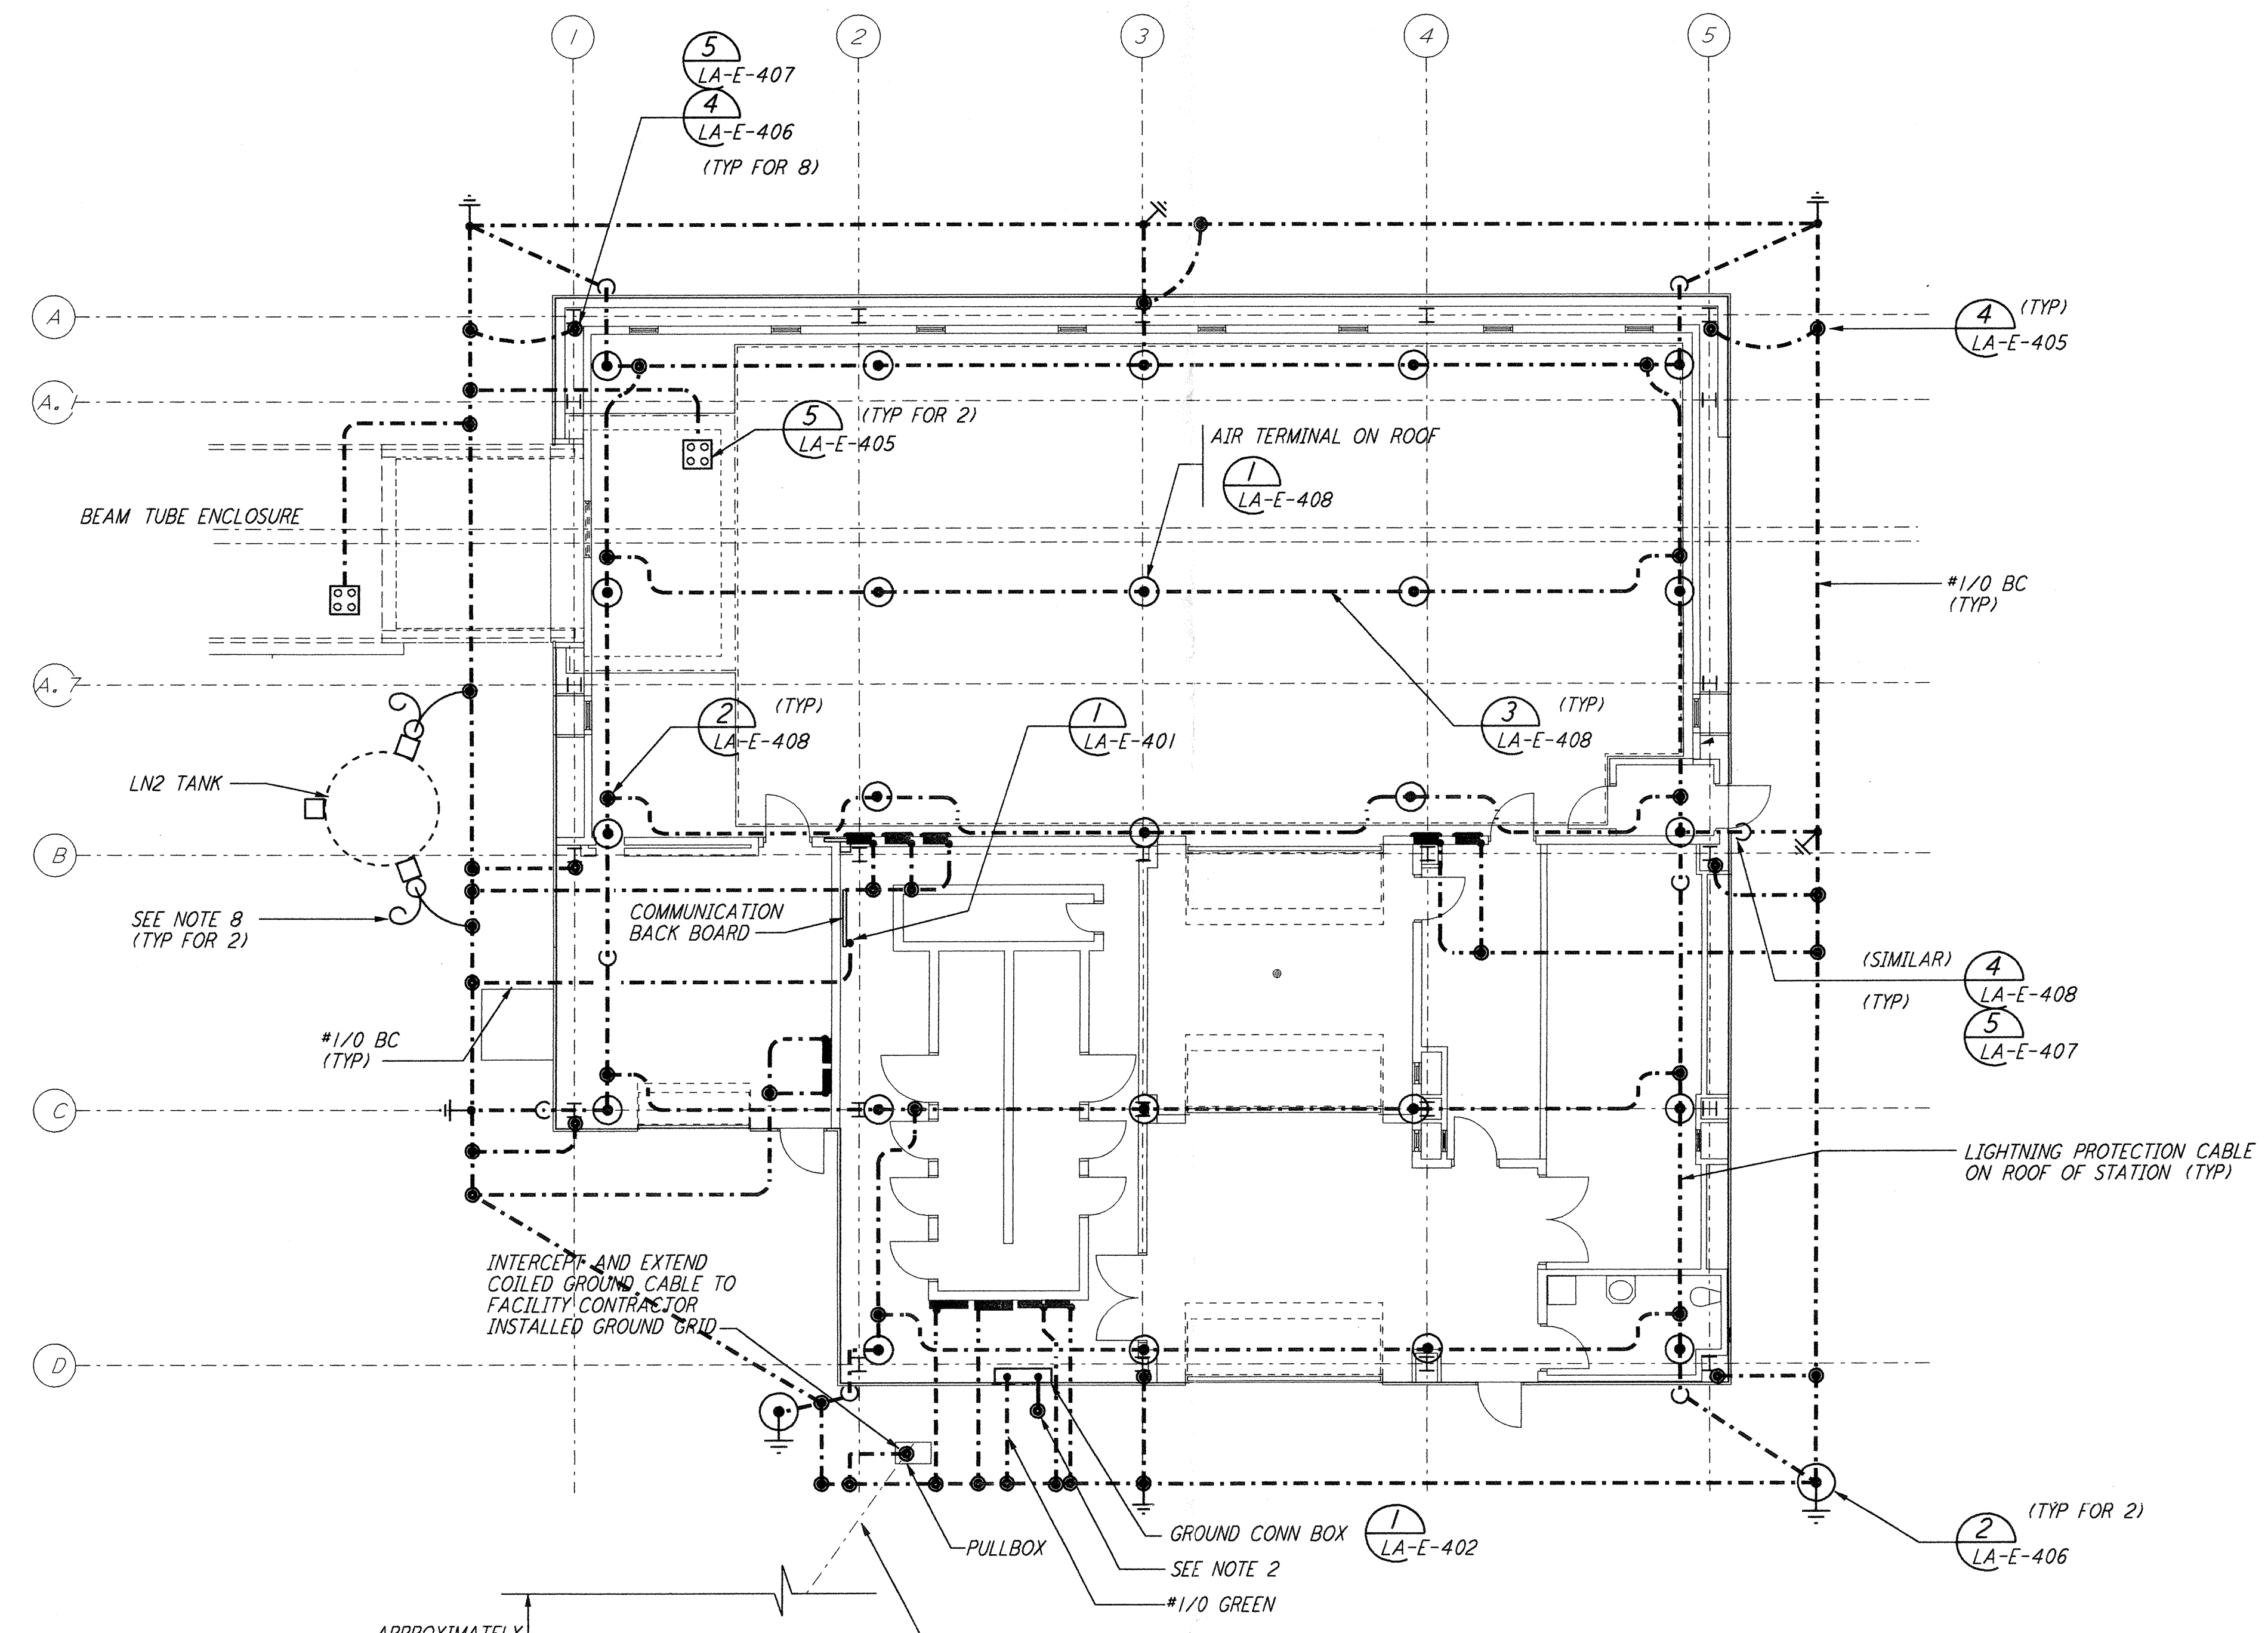 1
2
3
4
5
5
LA-E-407
4
LA-E-406
(TYP FOR 8)
A
4
(TYP)
LA-E-405
A.1
5
(TYP FOR 2)
LA-E-405
AIR TERMINAL ON ROOF
1
LA-E-408
BEAM TUBE ENCLOSURE
#1/0 BC
(TYP)
A.7
2
(TYP)
LA-E-408
1
LA-E-401
3
(TYP)
LA-E-408
LN2 TANK
B
COMMUNICATION
BACK BOARD
SEE NOTE 8
(TYP FOR 2)
(SIMILAR)
4
LA-E-408
(TYP)
5
LA-E-407
#1/0 BC
(TYP)
C
LIGHTNING PROTECTION CABLE
ON ROOF OF STATION (TYP)
INTERCEPT AND EXTEND
COILED GROUND CABLE TO
FACILITY CONTRACTOR
INSTALLED GROUND GRID
D
(TYP FOR 2)
2
LA-E-406
GROUND CONN BOX
1
LA-E-402
PULLBOX
SEE NOTE 2
#1/0 GREEN
APPROXIMATELY